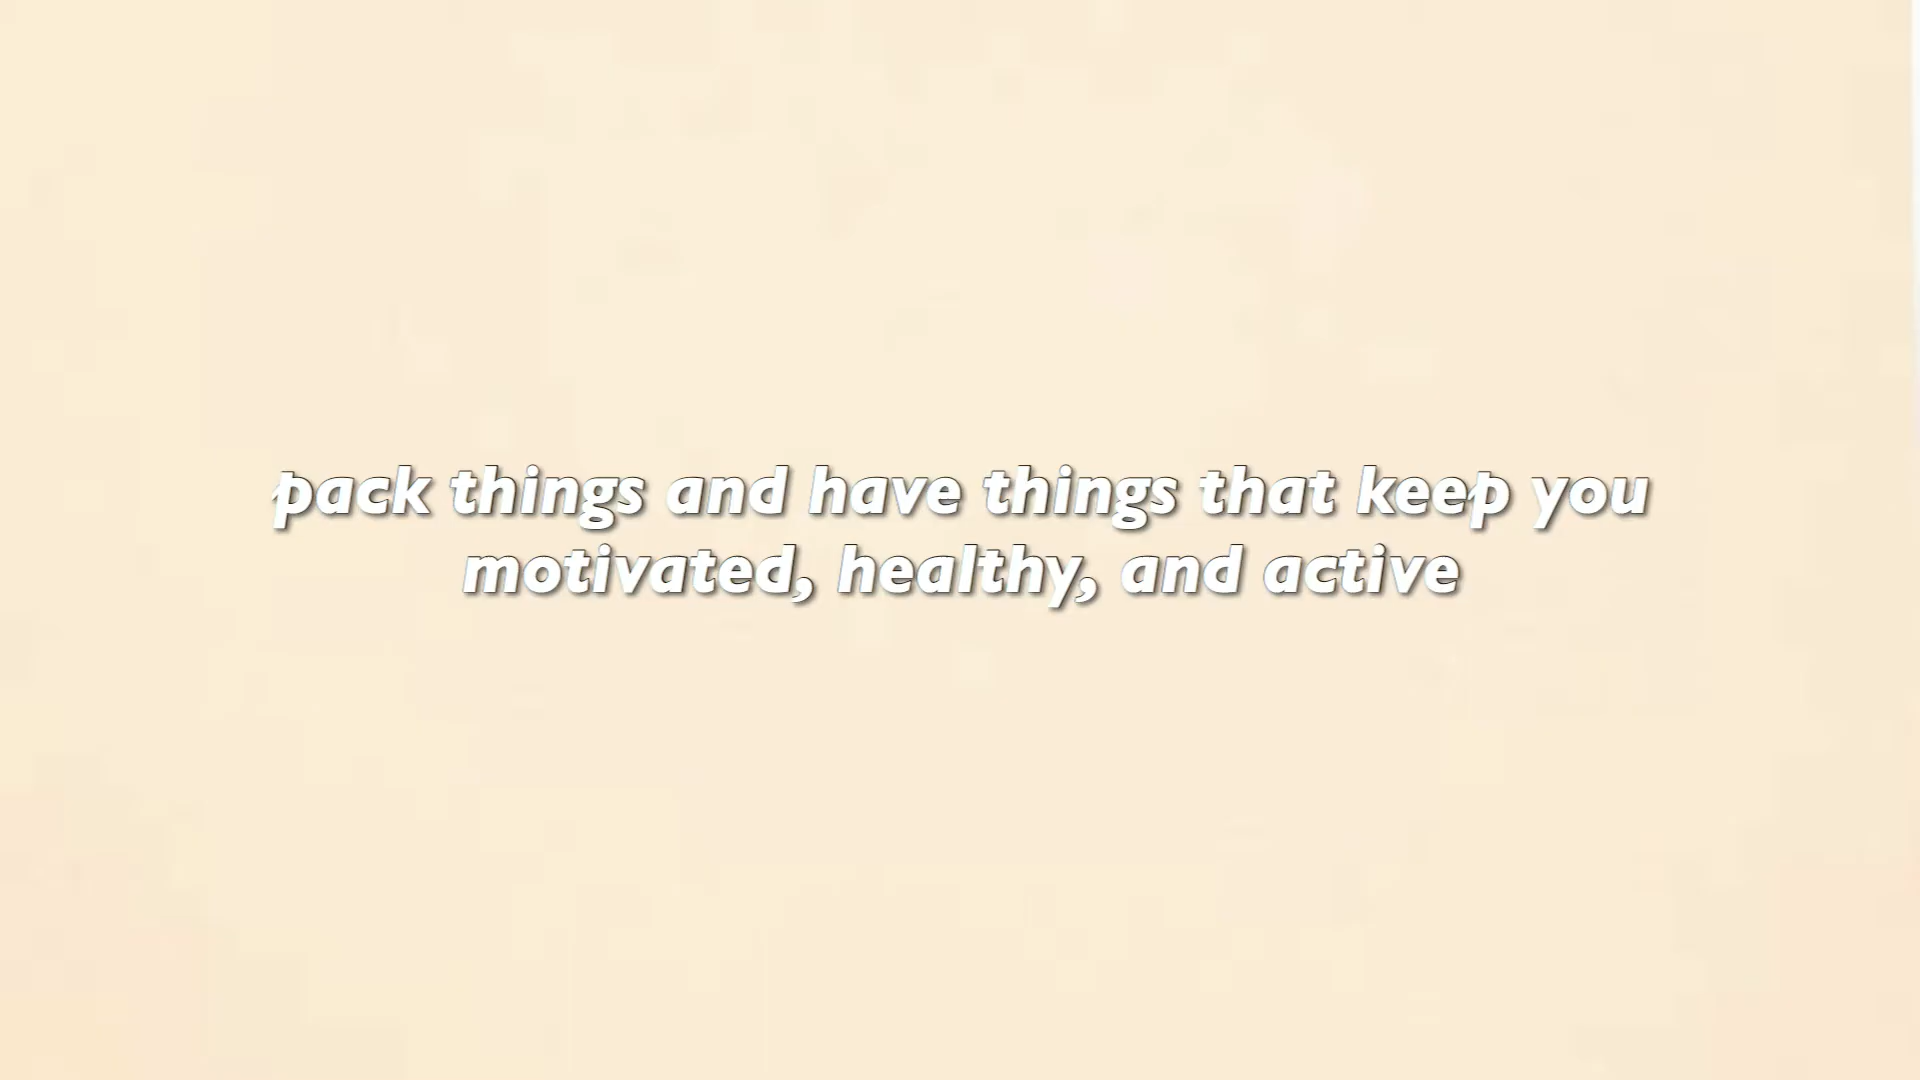 pack things and have things that keep you
motivated, healthy, and active